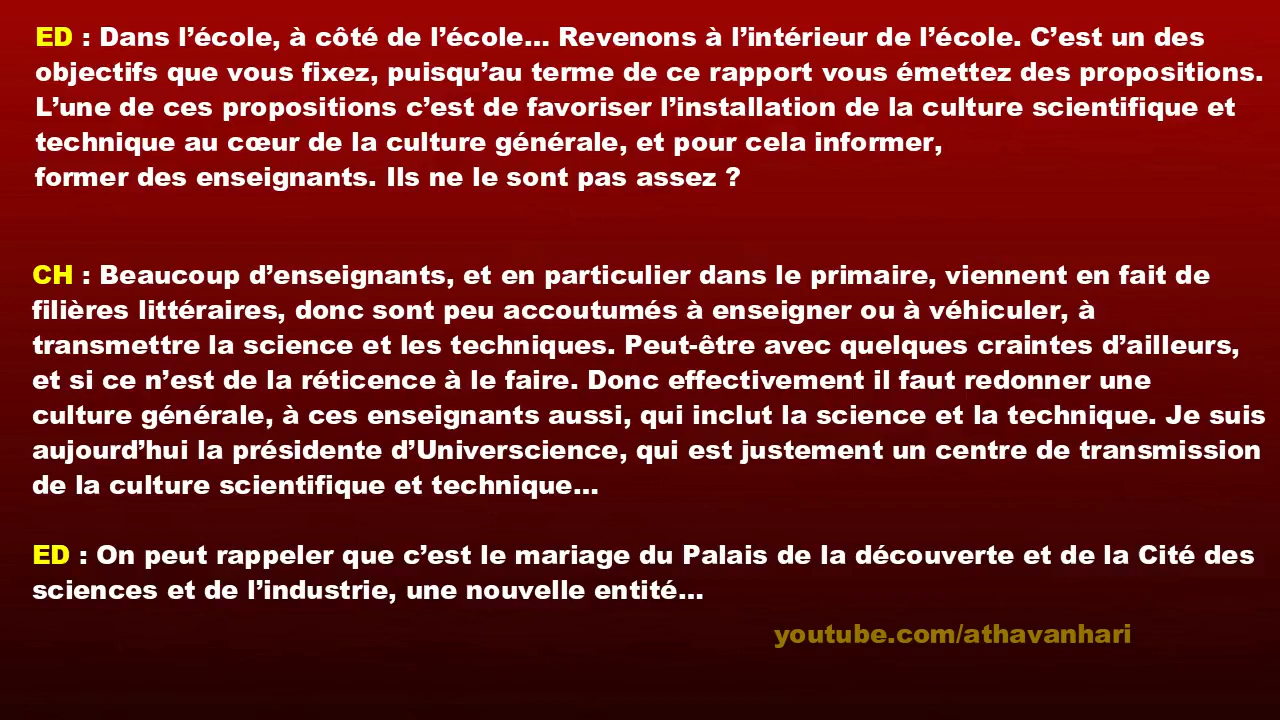 ED : Dans l’école, à côté de l’école... Revenons à l’intérieur de l’école. C’est un des
objectifs que vous fixez, puisqu’au terme de ce rapport vous émettez des propositions.
L’une de ces propositions c’est de favoriser l’installation de la culture scientifique et
technique au cœur de la culture générale, et pour cela informer,
former des enseignants. Ils ne le sont pas assez ?
CH : Beaucoup d’enseignants, et en particulier dans le primaire, viennent en fait de
filières littéraires, donc sont peu accoutumés à enseigner ou à véhiculer, à
transmettre la science et les techniques. Peut-être avec quelques craintes d’ailleurs,
et si ce n’est de la réticence à le faire. Donc effectivement il faut redonner une
culture générale, à ces enseignants aussi, qui inclut la science et la technique. Je suis
aujourd’hui la présidente d’Universcience, qui est justement un centre de transmission
de la culture scientifique et technique...
ED : On peut rappeler que c’est le mariage du Palais de la découverte et de la Cité des
sciences et de l’industrie, une nouvelle entité...
youtube.com/athavanhari